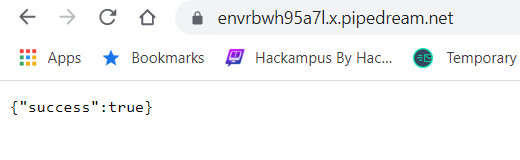 envrbwh95a7l.x.pipedream.net
Apps Bookmarks Hackampus By Hac... Temporary
{"success":true}